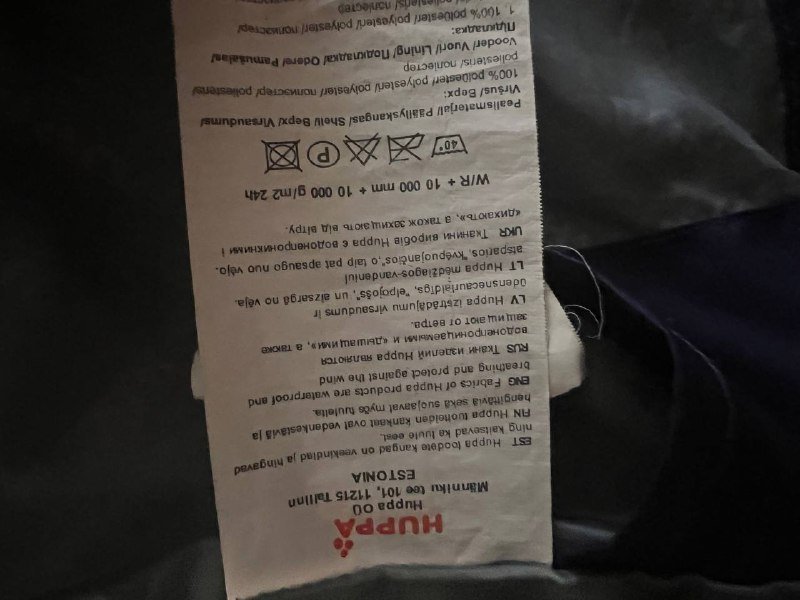 HUPPA
Huppa OÜ
Männiku tee 101, 11215 Tallinn
ESTONIA
EST Huppa toodete kangad on veekindlad ja hingavad
ning kaitsevad ka tuule eest.
FIN Huppa tuotteiden kankaat ovat vedenkestäviä ja
hengittäviä sekä suojaavat myös tuulelta.
ENG Fabrics of Huppa products are waterproof and
breathing and protect against the wind
RUS Ткани изделий Huppa являются
водонепроницаемыми и «дышащими», а также
защищают от ветра.
LV Huppa izstrādājumu virsaudums ir
ūdensnecaurlaidīgs, "elpojošs", un aizsargā no vēja.
LT Huppa medžiagos-vandeniui
atsparios,"kvėpuojančios",o taip pat apsaugo nuo vėjo.
UKR Тканини виробів Huppa є водонепроникними і
«дихають», а також захищають від вітру.
W/R + 10 000 mm + 10 000 g/m2 24h
40° P
Pealismaterjal/ Päällyskangas/ Shell/ Верх/ Virsaudums/
Viršus/ Верх:
100% polüester/ polyesteri/ polyester/ полиэстер/ poliesteris/
poliesteris/ поліестер
Vooder/ Vuori/ Lining/ Подкладка/ Odere/ Pamušalas/
Підкладка:
1. 100% polüester/ polyesteri/ polyester/ полиэстер/